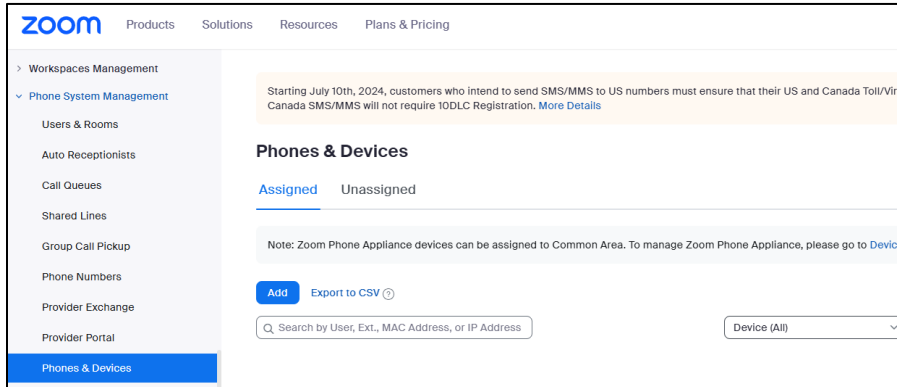 zoom Products Solutions Resources Plans & Pricing
Workspaces Management
Phone System Management
Users & Rooms
Auto Receptionists
Call Queues
Shared Lines
Group Call Pickup
Phone Numbers
Provider Exchange
Provider Portal
Phones & Devices
Starting July 10th, 2024, customers who intend to send SMS/MMS to US numbers must ensure that their US and Canada Toll/Vir
Canada SMS/MMS will not require 10DLC Registration. More Details
Phones & Devices
Assigned Unassigned
Note: Zoom Phone Appliance devices can be assigned to Common Area. To manage Zoom Phone Appliance, please go to Devic
Add Export to CSV ?
Search by User, Ext., MAC Address, or IP Address Device (All)